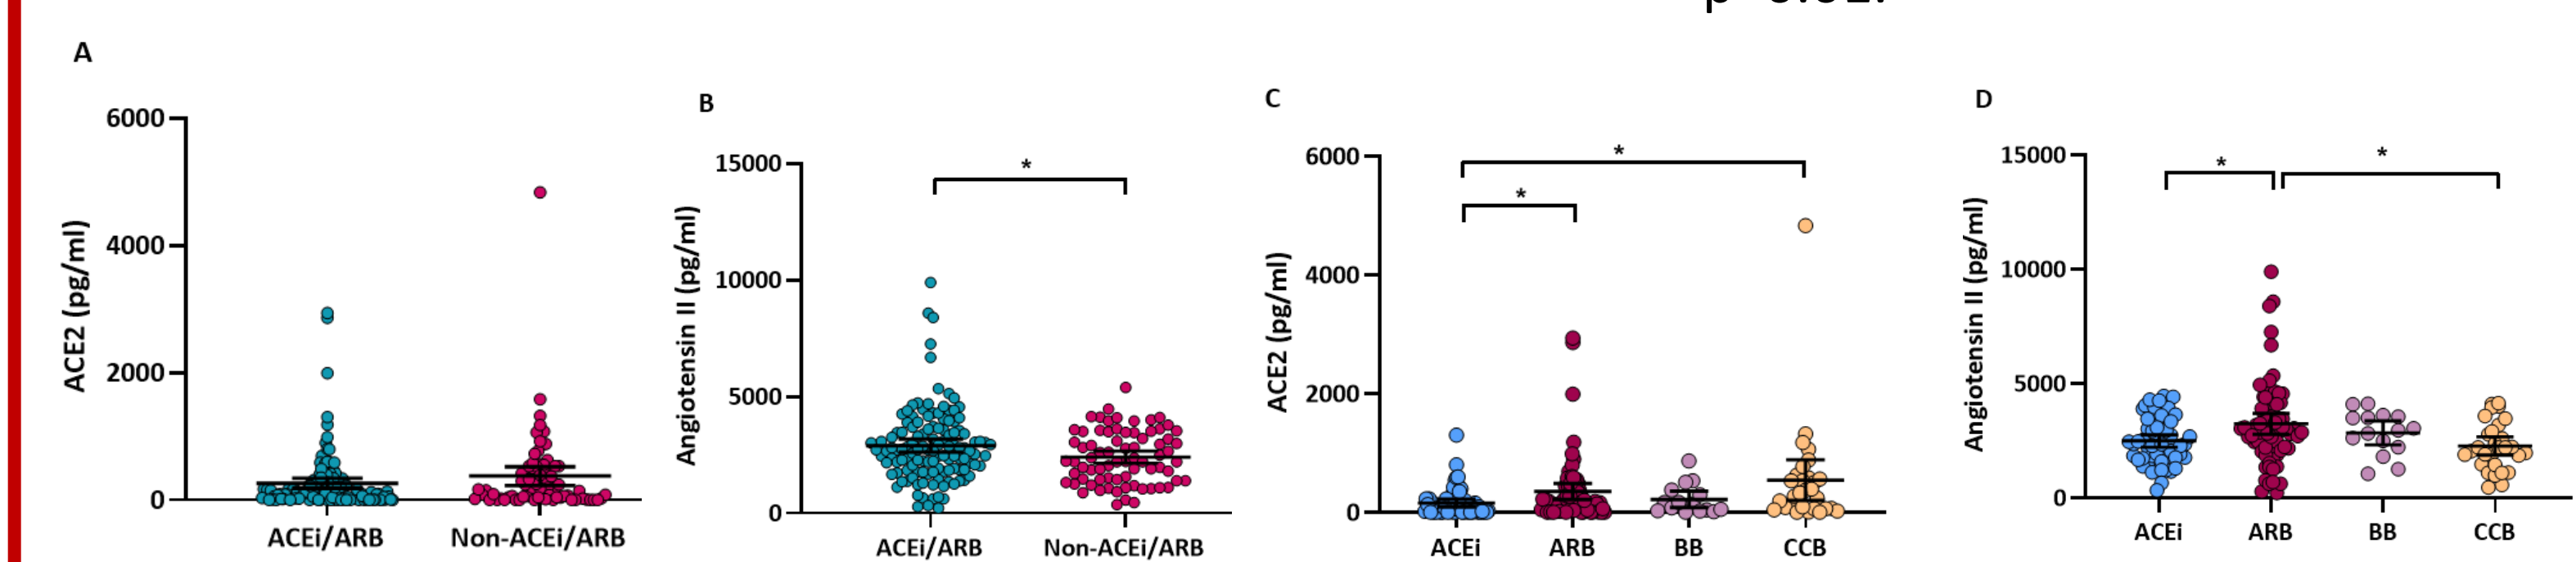 A
6000
4000
2000
0
ACE2 (pg/ml)
ACEi/ARB
Non-ACEi/ARB
B
15000
10000
5000
0
Angiotensin II (pg/ml)
*
ACEi/ARB
Non-ACEi/ARB
C
6000
4000
2000
0
ACE2 (pg/ml)
*
*
ACEi
ARB
BB
CCB
D
15000
10000
5000
0
Angiotensin II (pg/ml)
*
*
ACEi
ARB
BB
CCB